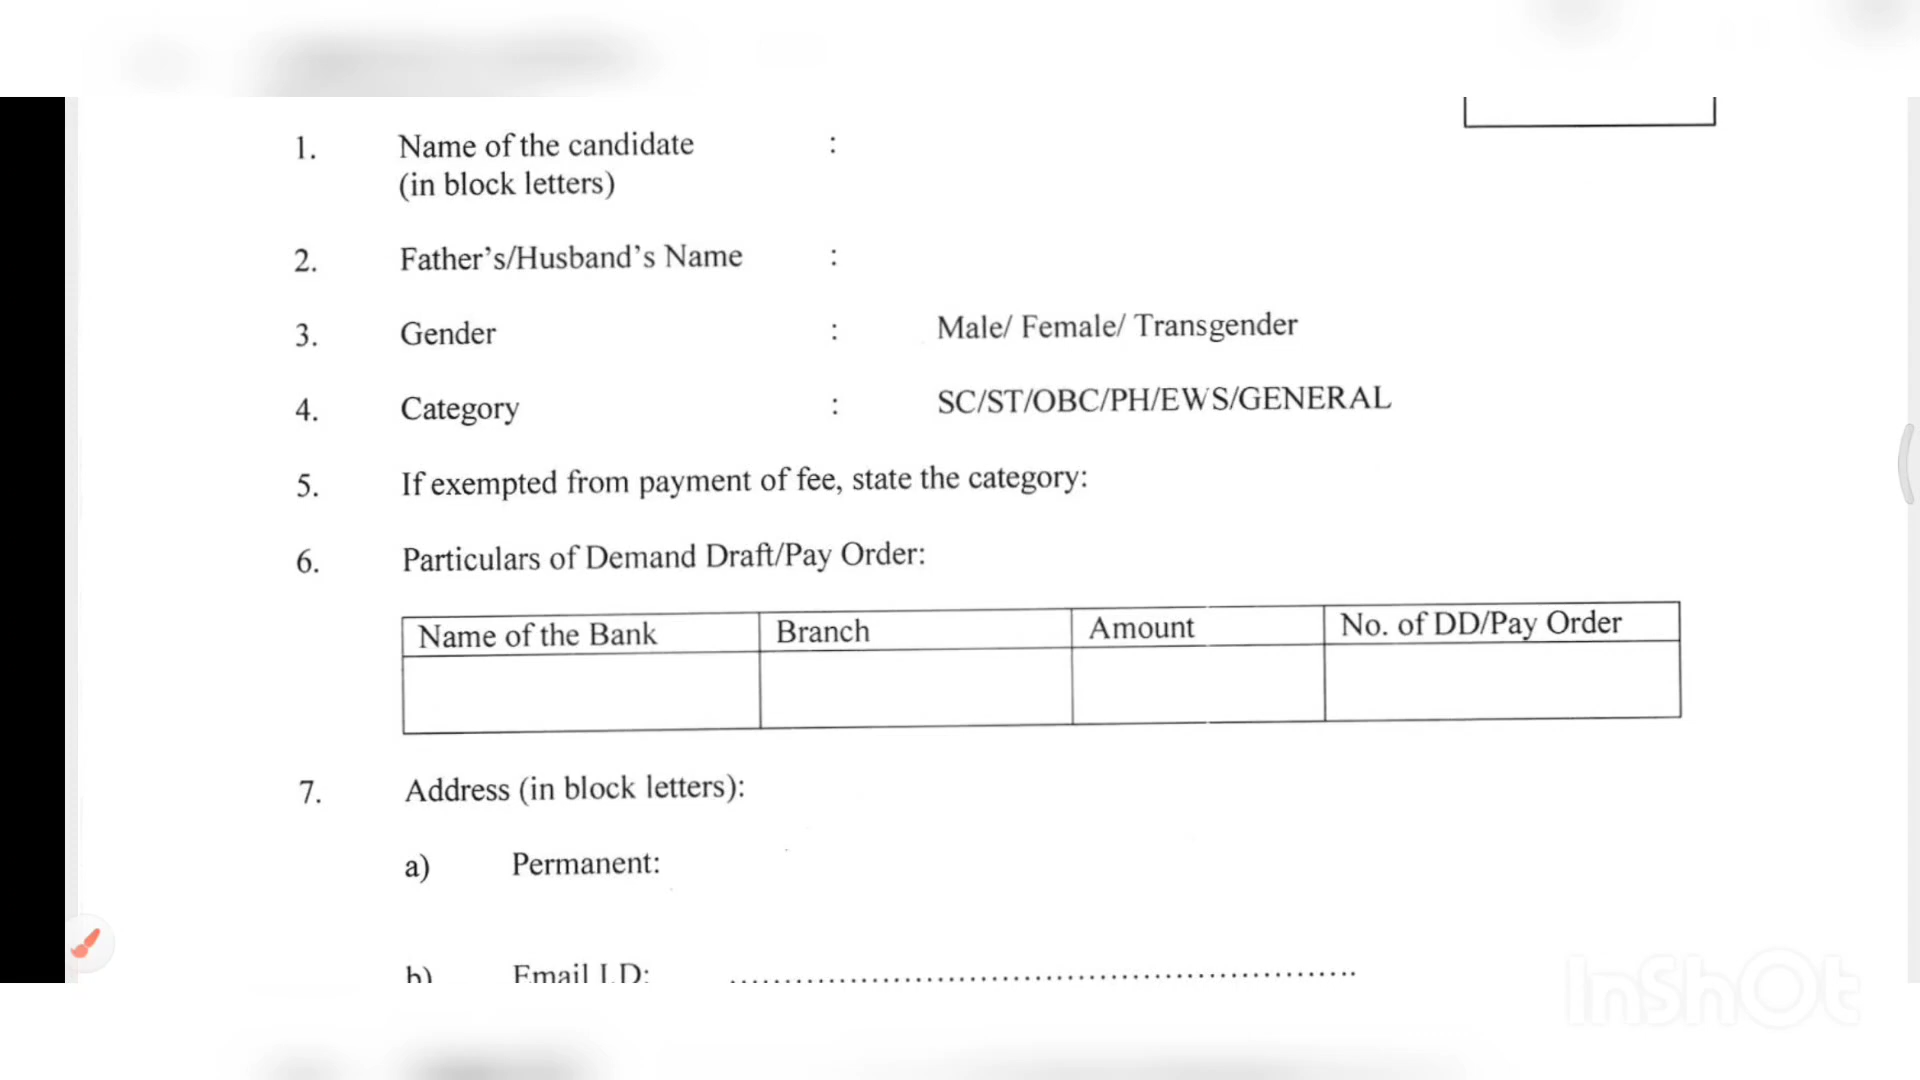 1. Name of the candidate :
(in block letters)
2. Father's/Husband's Name :
3. Gender : Male/ Female/ Transgender
4. Category : SC/ST/OBC/PH/EWS/GENERAL
5. If exempted from payment of fee, state the category:
6. Particulars of Demand Draft/Pay Order:
Name of the Bank Branch Amount No. of DD/Pay Order
7. Address (in block letters):
a) Permanent:
b) Email I.D: ..............................................................
InShOt